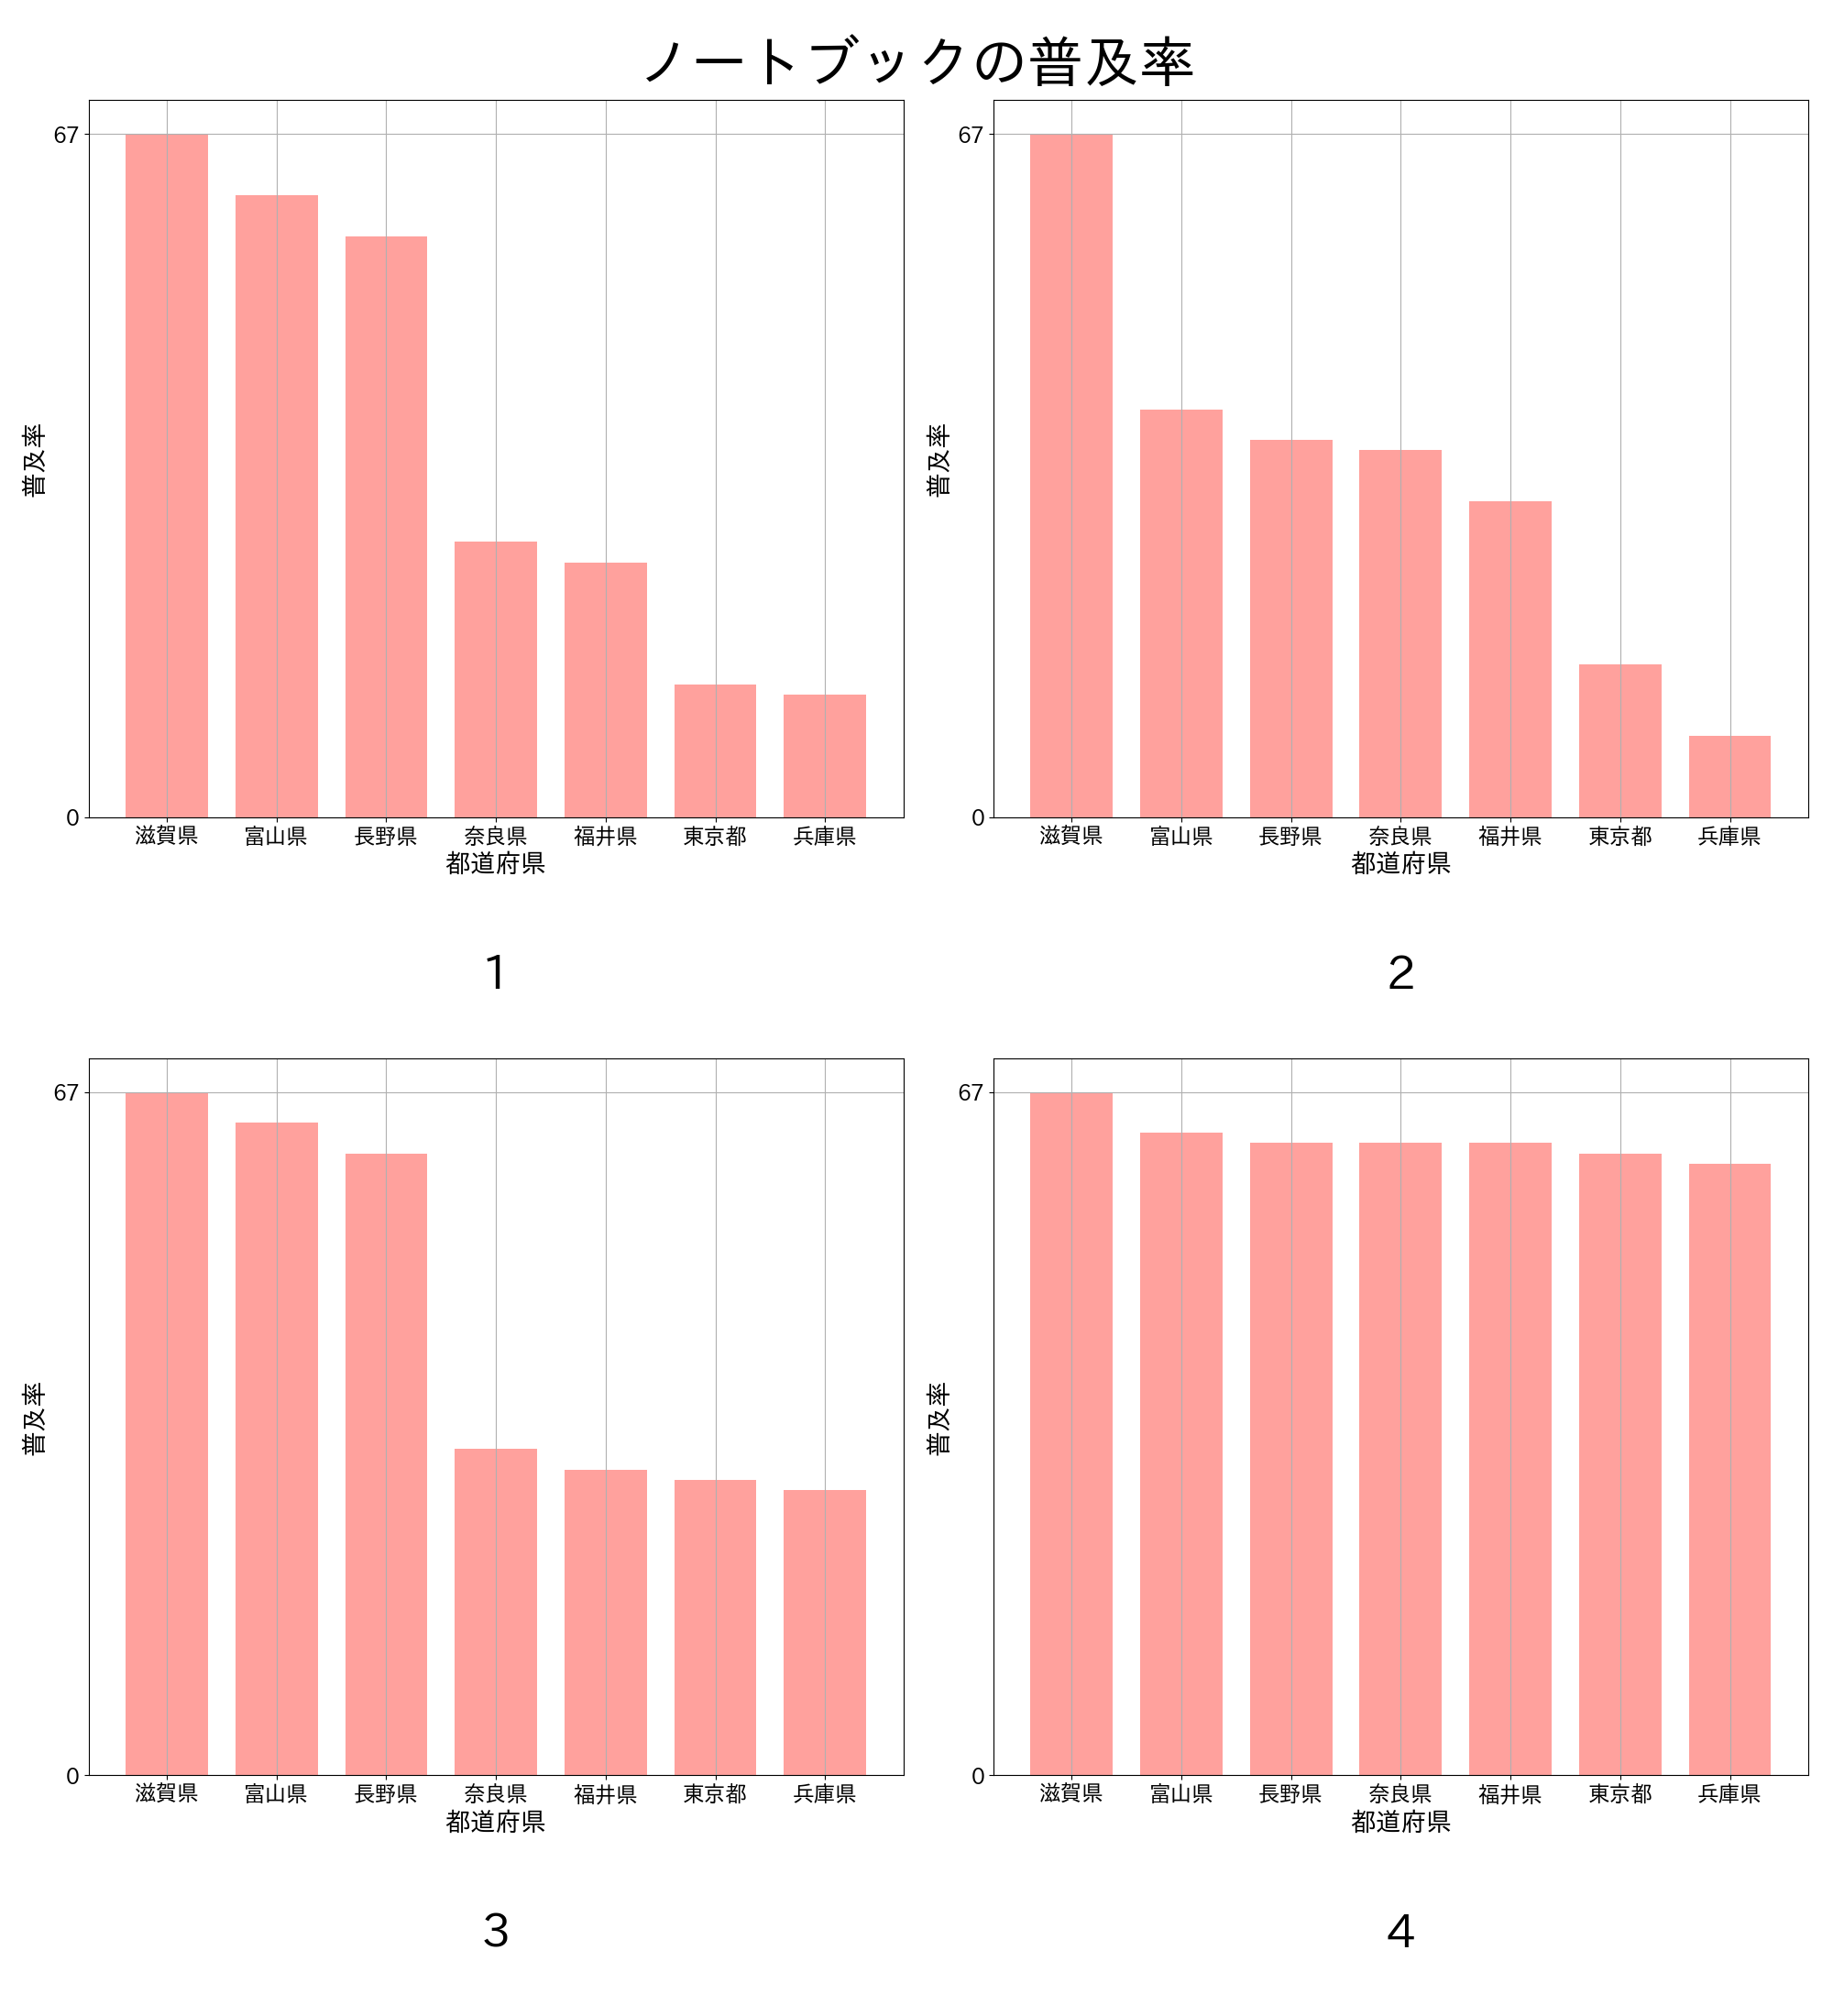 ノートブックの普及率
67
0
普及率
滋賀県 富山県 長野県 奈良県 福井県 東京都 兵庫県
都道府県
1
67
0
普及率
滋賀県 富山県 長野県 奈良県 福井県 東京都 兵庫県
都道府県
2
67
0
普及率
滋賀県 富山県 長野県 奈良県 福井県 東京都 兵庫県
都道府県
3
67
0
普及率
滋賀県 富山県 長野県 奈良県 福井県 東京都 兵庫県
都道府県
4